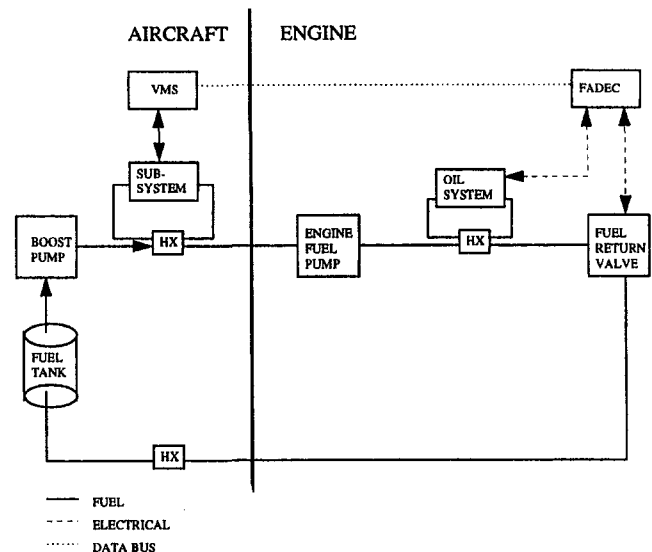 AIRCRAFT
ENGINE
VMS
FADEC
SUB-
SYSTEM
OIL
SYSTEM
BOOST
PUMP
HX
ENGINE
FUEL
PUMP
HX
FUEL
RETURN
VALVE
FUEL
TANK
HX
FUEL
ELECTRICAL
DATA BUS